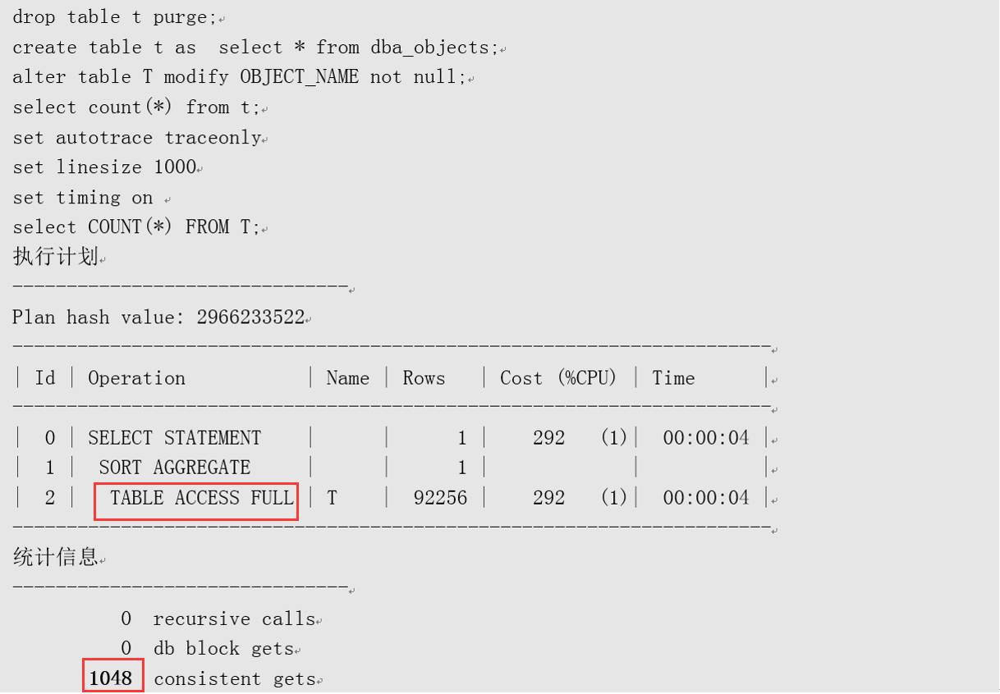 drop table t purge;
create table t as  select * from dba_objects;
alter table T modify OBJECT_NAME not null;
select count(*) from t;
set autotrace traceonly
set linesize 1000
set timing on
select COUNT(*) FROM T;
执行计划
-------------------------------
Plan hash value: 2966233522
----------------------------------------------------------------------
| Id | Operation           | Name | Rows   | Cost (%CPU) | Time      |
----------------------------------------------------------------------
|  0 | SELECT STATEMENT    |      |      1 |    292   (1)|  00:00:04 |
|  1 |  SORT AGGREGATE     |      |      1 |             |           |
|  2 |   TABLE ACCESS FULL | T    |  92256 |    292   (1)|  00:00:04 |
----------------------------------------------------------------------
统计信息
-------------------------------
0  recursive calls
0  db block gets
1048  consistent gets